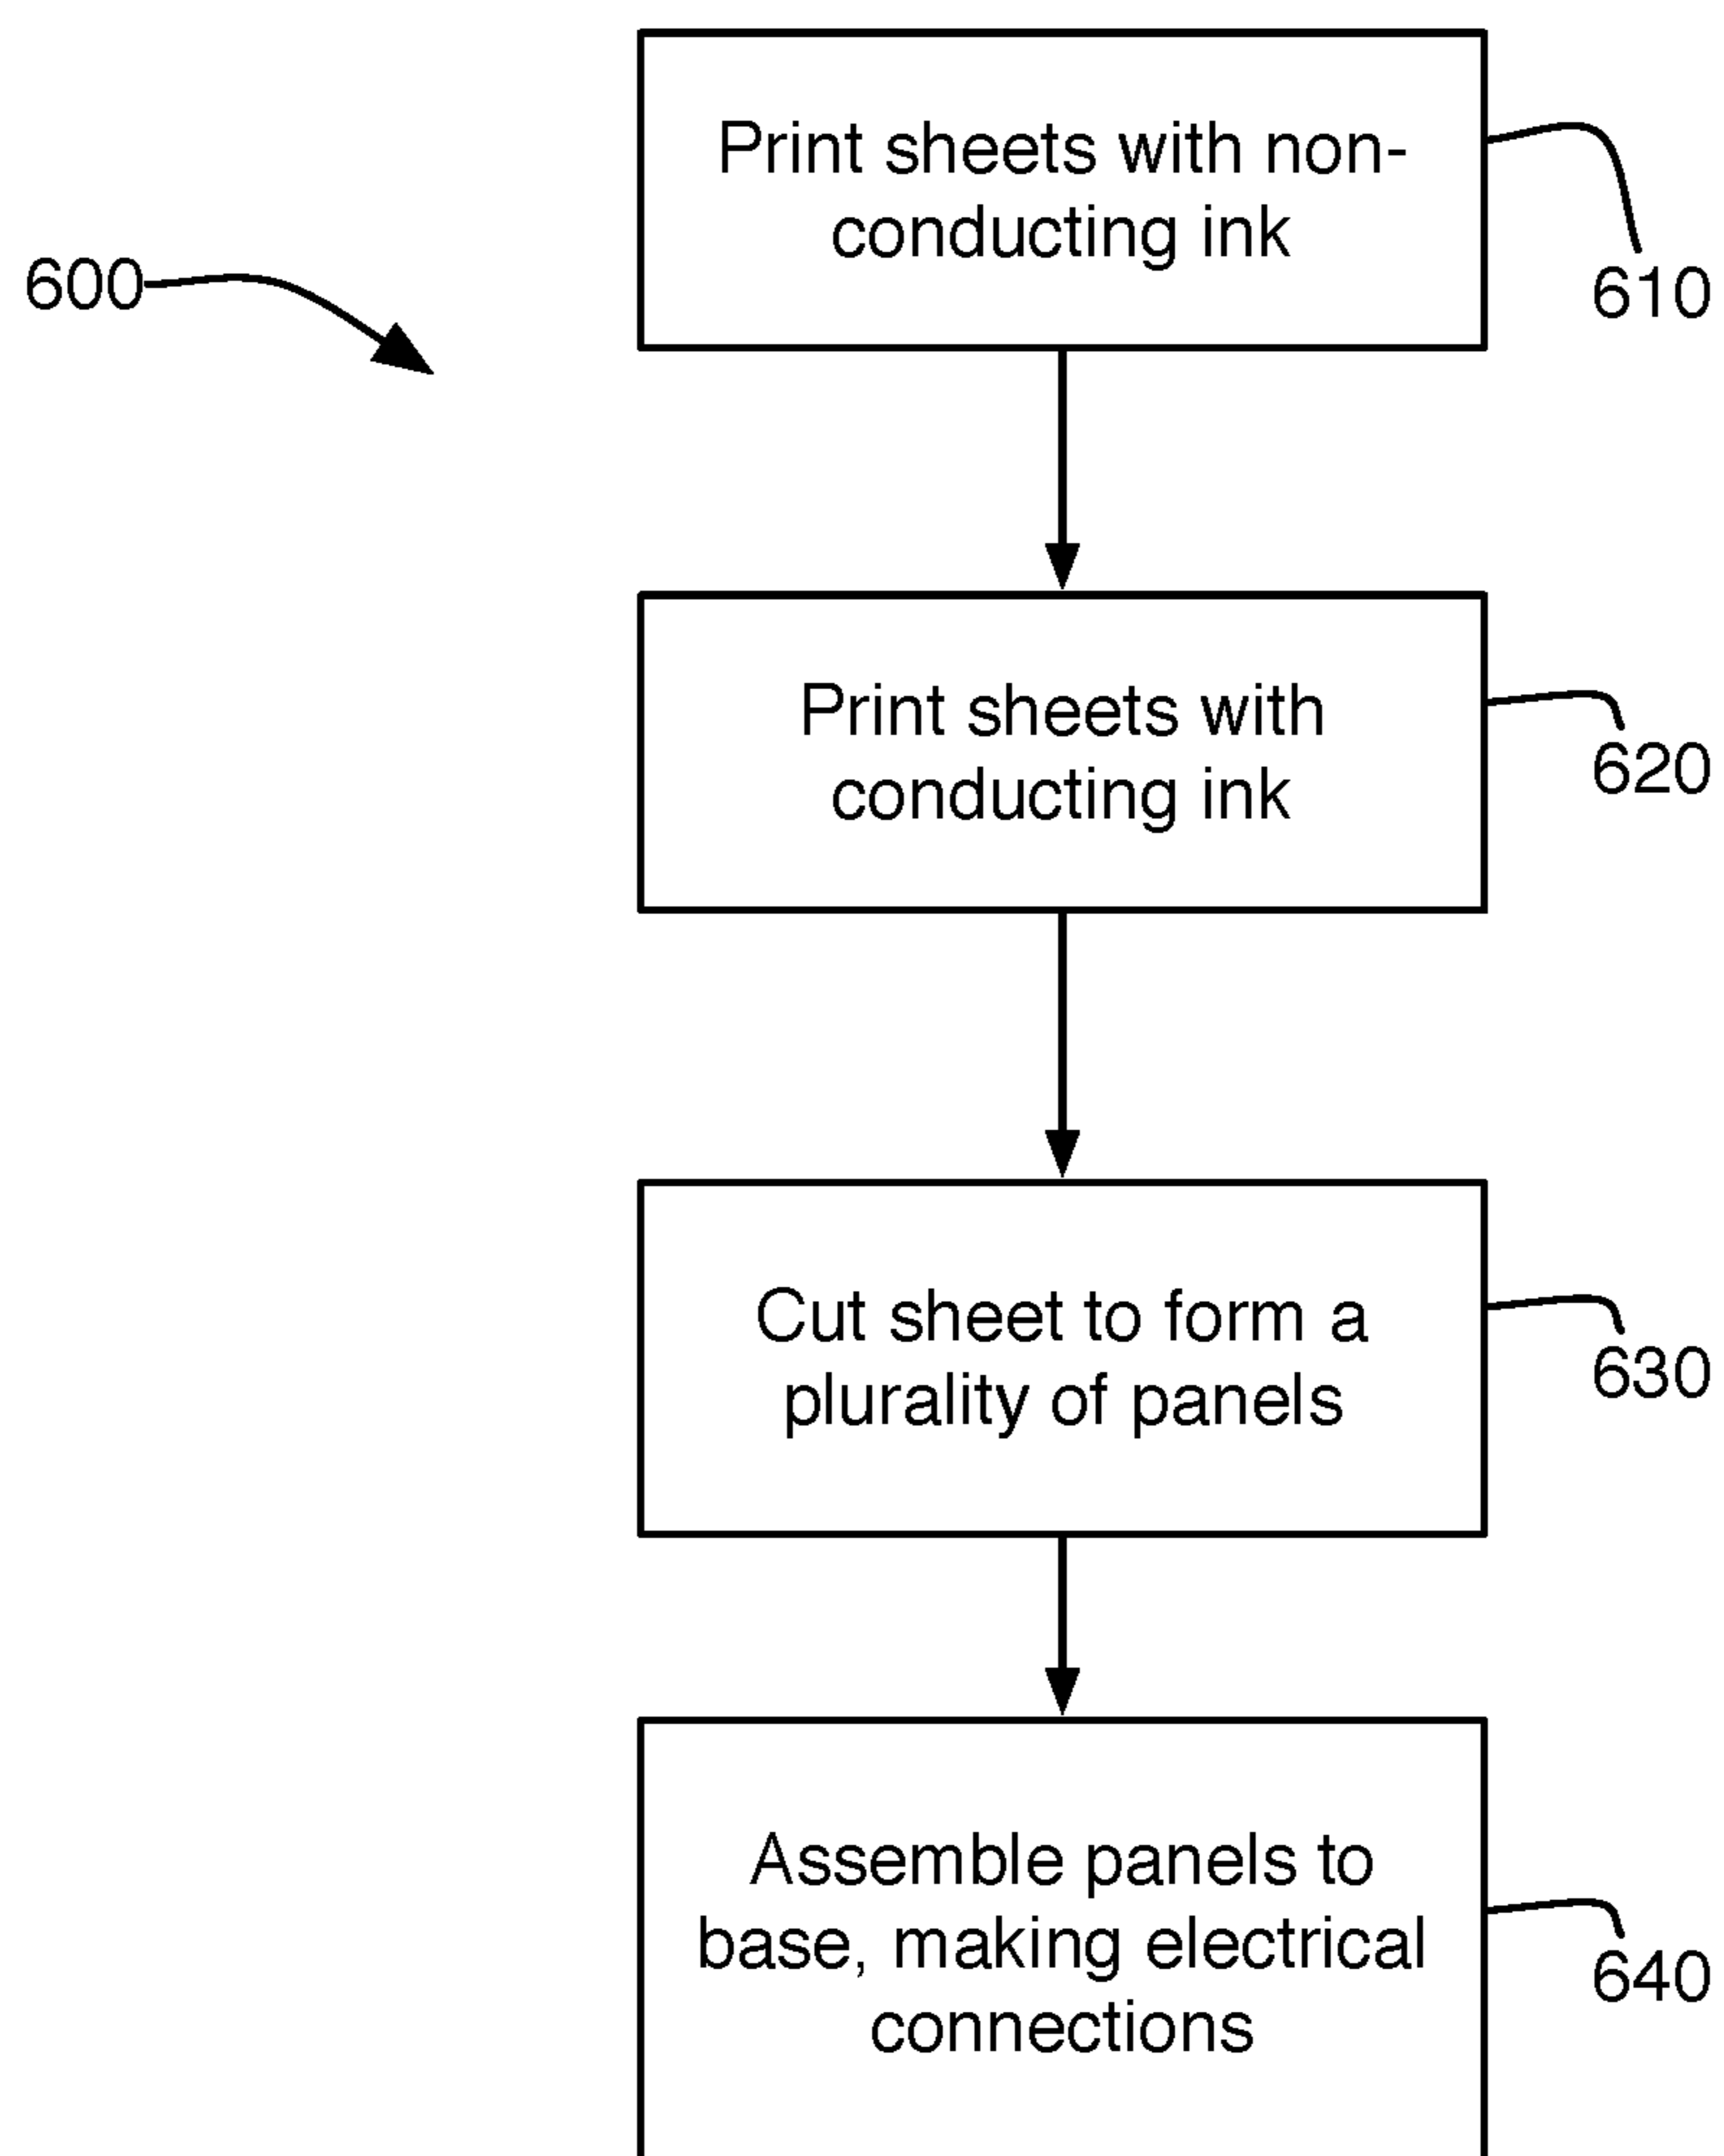 Print sheets with non-
conducting ink
600
610
Print sheets with
conducting ink
620
Cut sheet to form a
plurality of panels
630
Assemble panels to
base, making electrical
connections
640